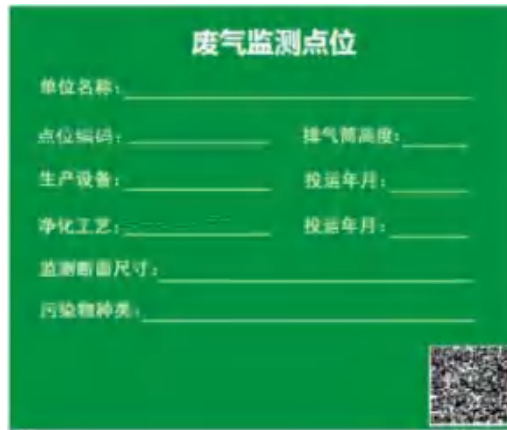 废气监测点位
单位名称：
点位编码： 排气筒高度：
生产设备： 投运年月：
净化工艺： 投运年月：
监测断面尺寸：
污染物种类：